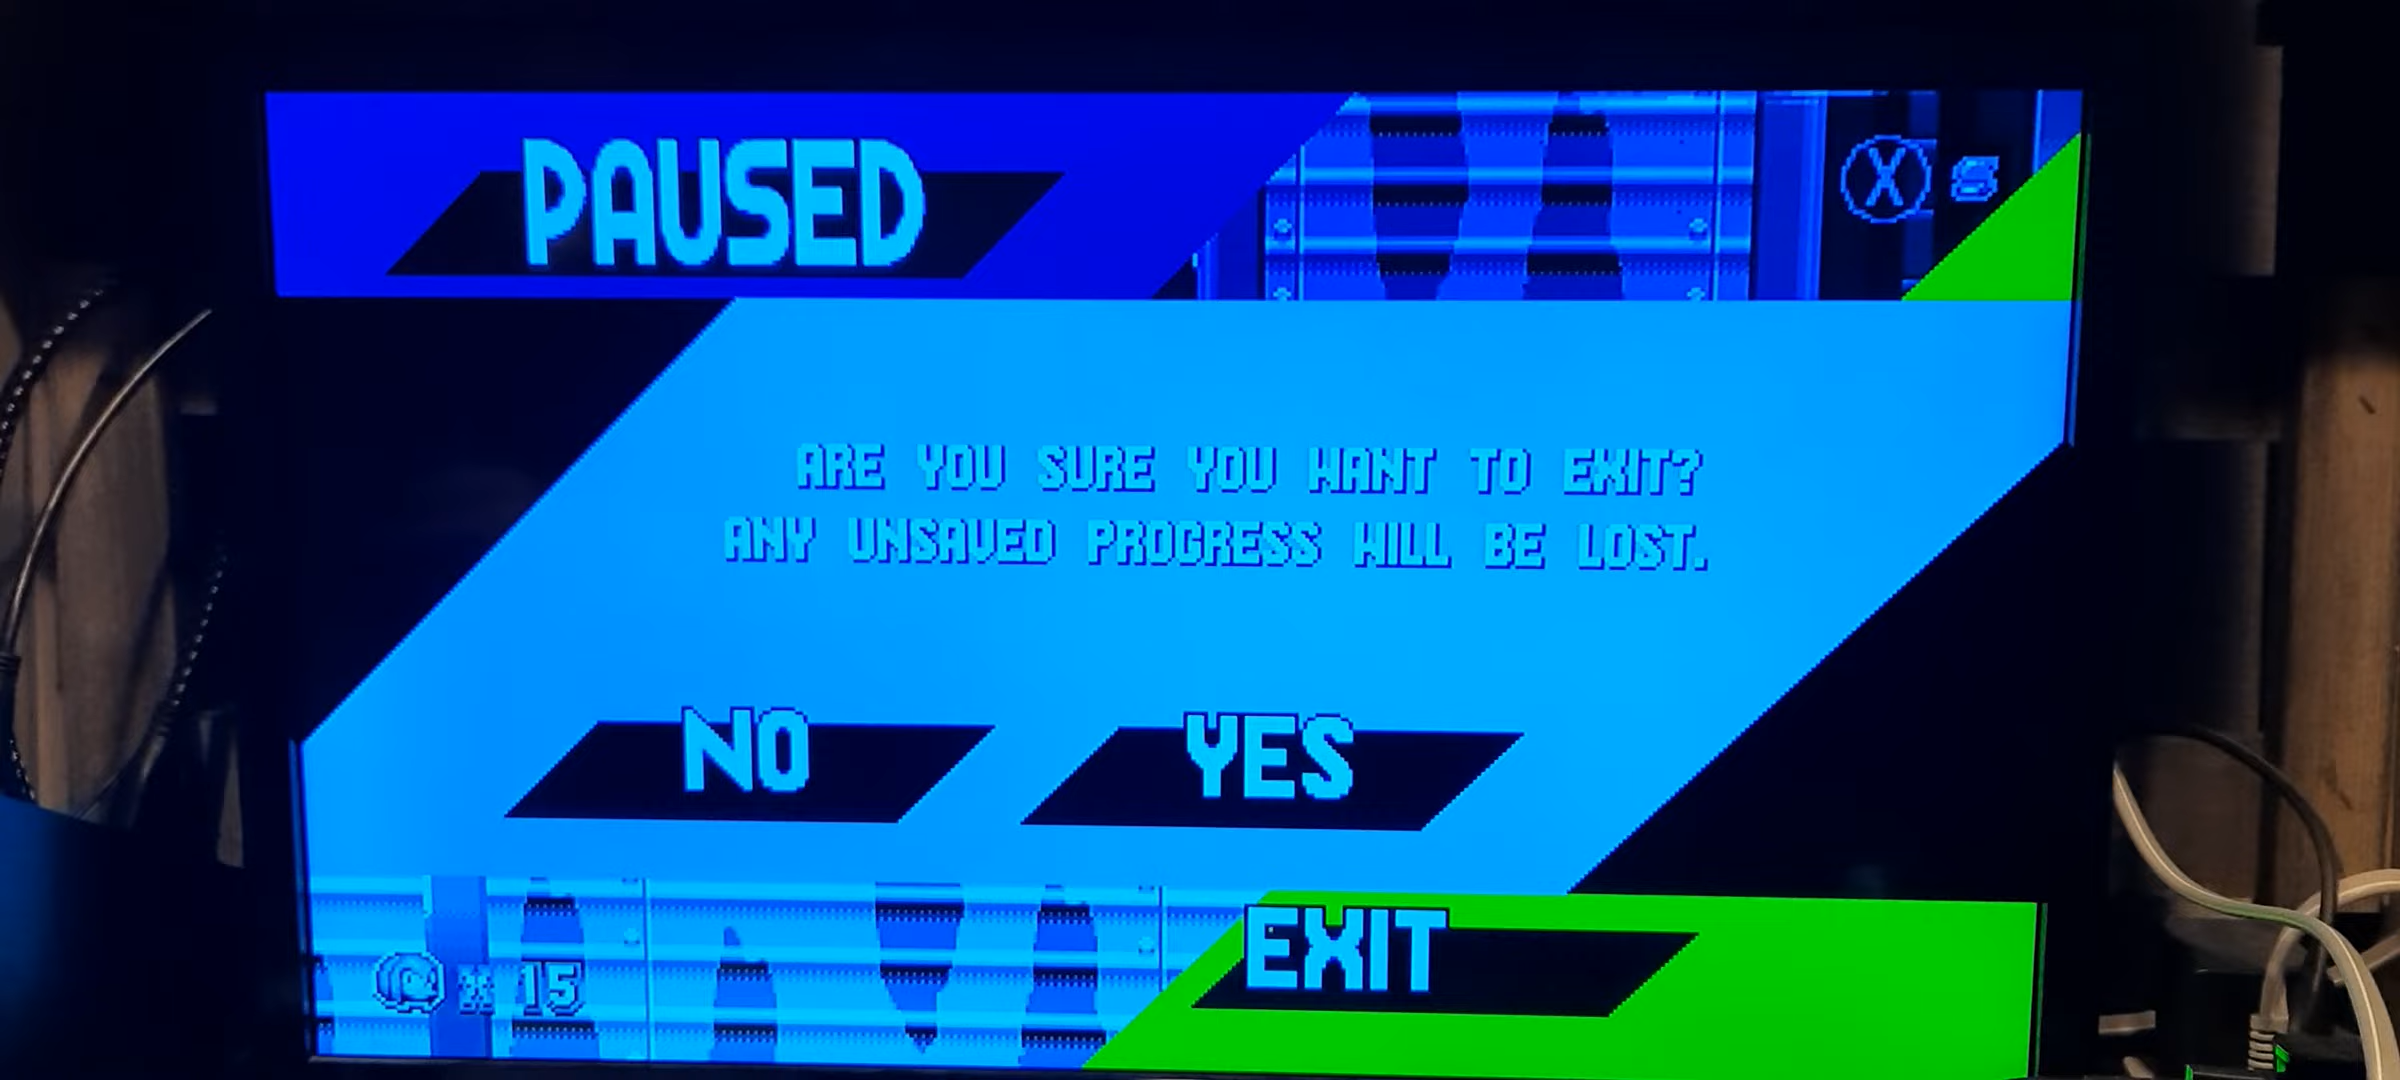 PAUSED
X S
ARE YOU SURE YOU WANT TO EXIT?
ANY UNSAVED PROGRESS WILL BE LOST.
NO YES
EXIT
X 15